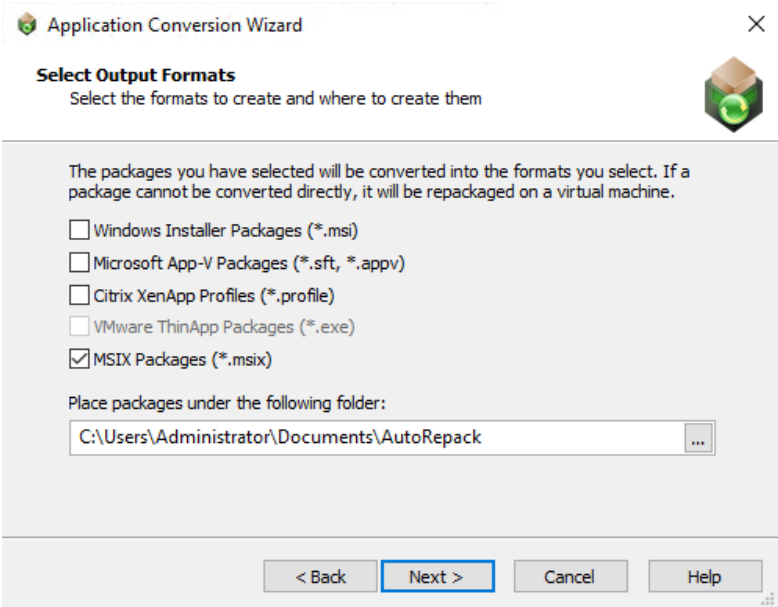 Application Conversion Wizard
Select Output Formats
Select the formats to create and where to create them
The packages you have selected will be converted into the formats you select. If a
package cannot be converted directly, it will be repackaged on a virtual machine.
Windows Installer Packages (*.msi)
Microsoft App-V Packages (*.sft, *.appv)
Citrix XenApp Profiles (*.profile)
VMware ThinApp Packages (*.exe)
MSIX Packages (*.msix)
Place packages under the following folder:
C:\Users\Administrator\Documents\AutoRepack
...
< Back Next > Cancel Help